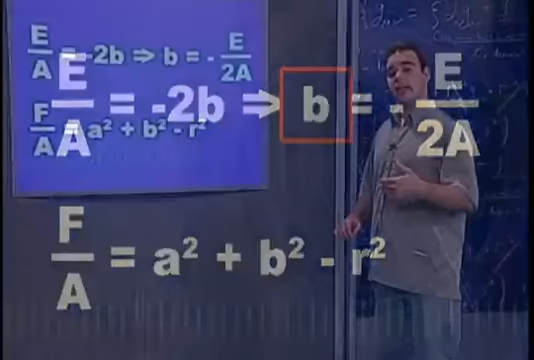 E/A = -2b ⇒ b = - E/2A
F/A = a² + b² - r²
E/A = -2b ⇒ b = - E/2A
F/A = a² + b² - r²